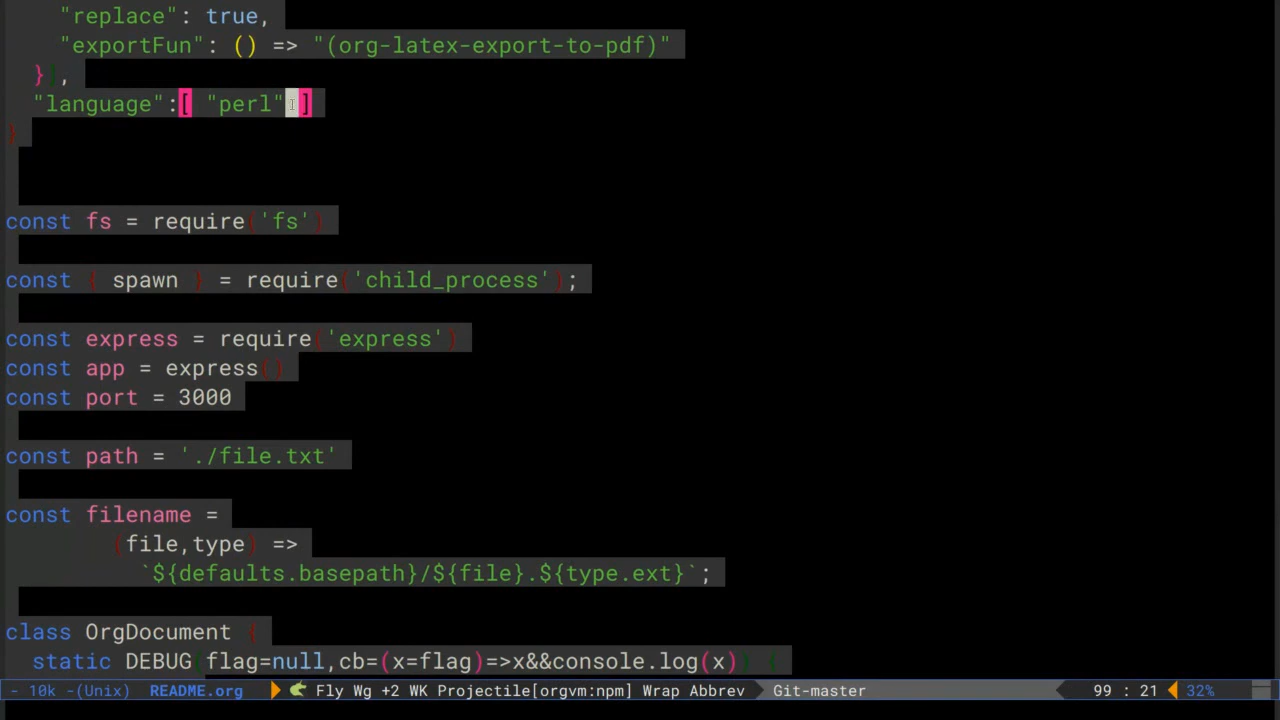 "replace": true,
"exportFun": () => "(org-latex-export-to-pdf)"
}],
"language":[ "perl" ]
}
const fs = require('fs')
const { spawn } = require('child_process');
const express = require('express')
const app = express()
const port = 3000
const path = './file.txt'
const filename =
(file,type) =>
`${defaults.basepath}/${file}.${type.ext}`;
class OrgDocument {
static DEBUG(flag=null,cb=(x=flag)=>x&&console.log(x)) {
- 10k -(Unix) README.org Fly Wg +2 WK Projectile[orgvm:npm] Wrap Abbrev Git-master 99 : 21 32%